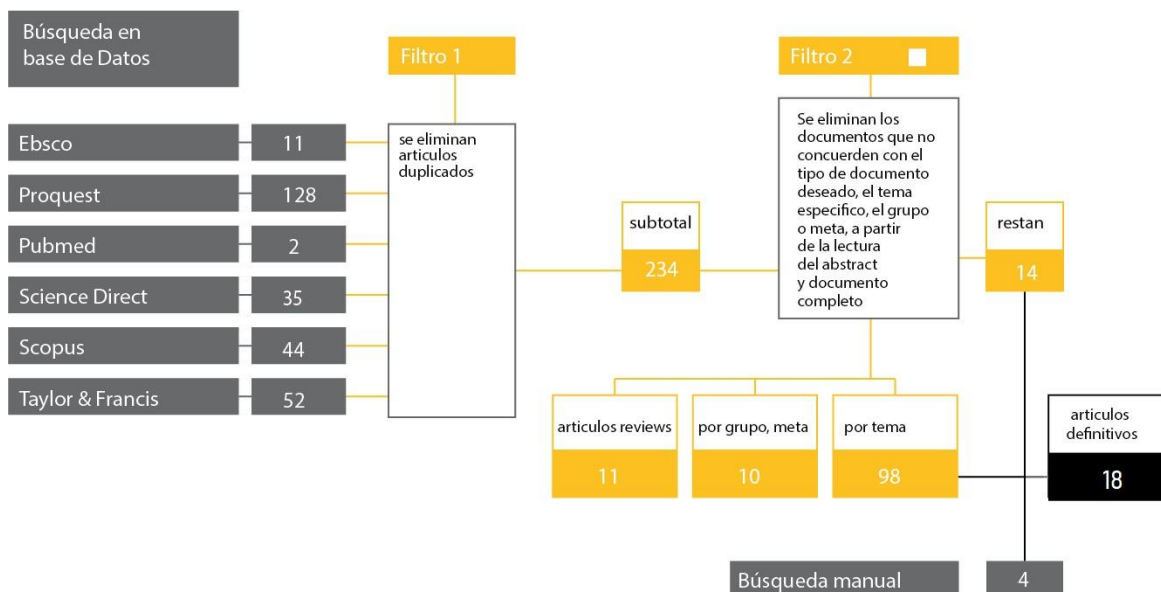 Búsqueda en
base de Datos
Ebsco
11
Proquest
128
Pubmed
2
Science Direct
35
Scopus
44
Taylor & Francis
52
Filtro 1
se eliminan
articulos
duplicados
subtotal
234
Filtro 2
Se eliminan los
documentos que no
concuerden con el
tipo de documento
deseado, el tema
especifico, el grupo
o meta, a partir
de la lectura
del abstract
y documento
completo
restan
14
articulos reviews
11
por grupo, meta
10
por tema
98
articulos
definitivos
18
Búsqueda manual
4